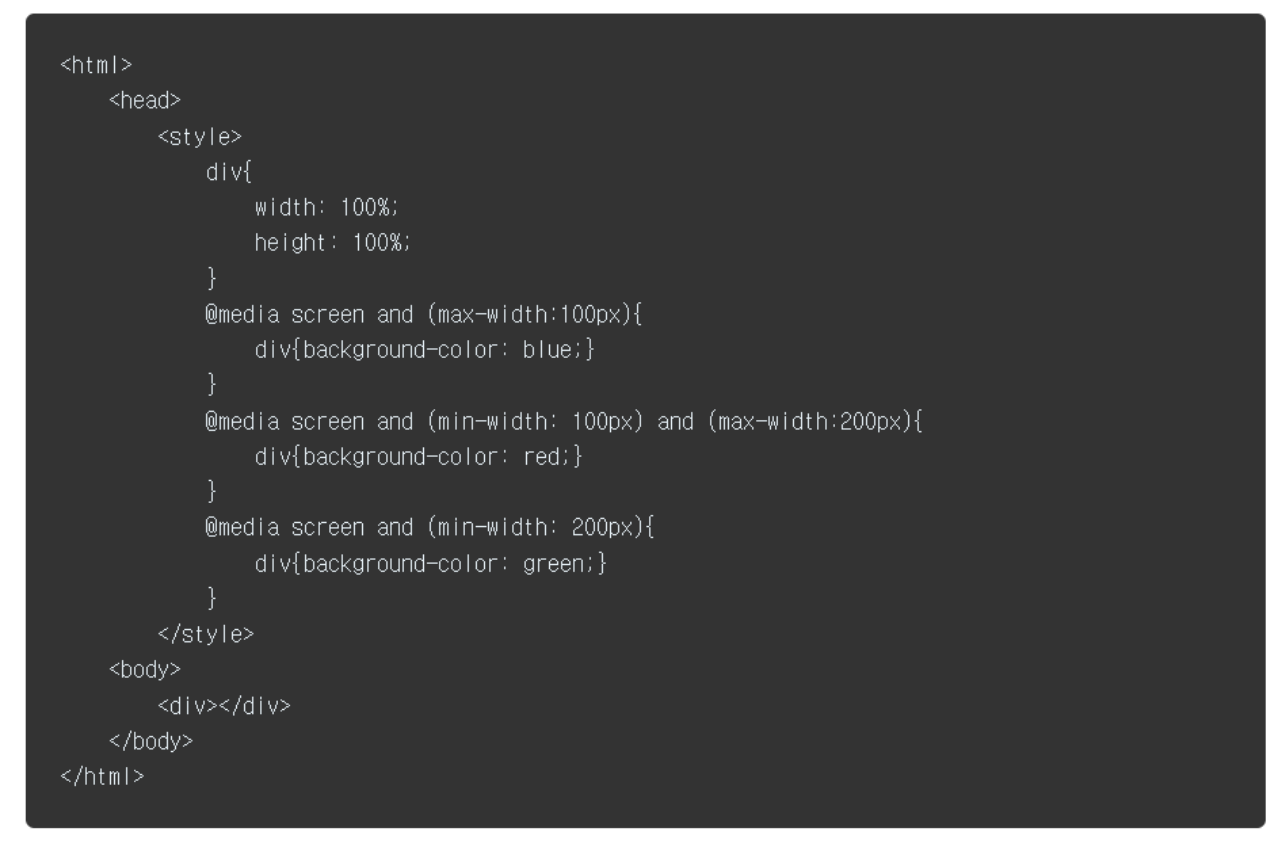 <html>
    <head>
        <style>
            div{
                width: 100%;
                height: 100%;
            }
            @media screen and (max-width:100px){
                div{background-color: blue;}
            }
            @media screen and (min-width: 100px) and (max-width:200px){
                div{background-color: red;}
            }
            @media screen and (min-width: 200px){
                div{background-color: green;}
            }
        </style>
    <body>
        <div></div>
    </body>
</html>